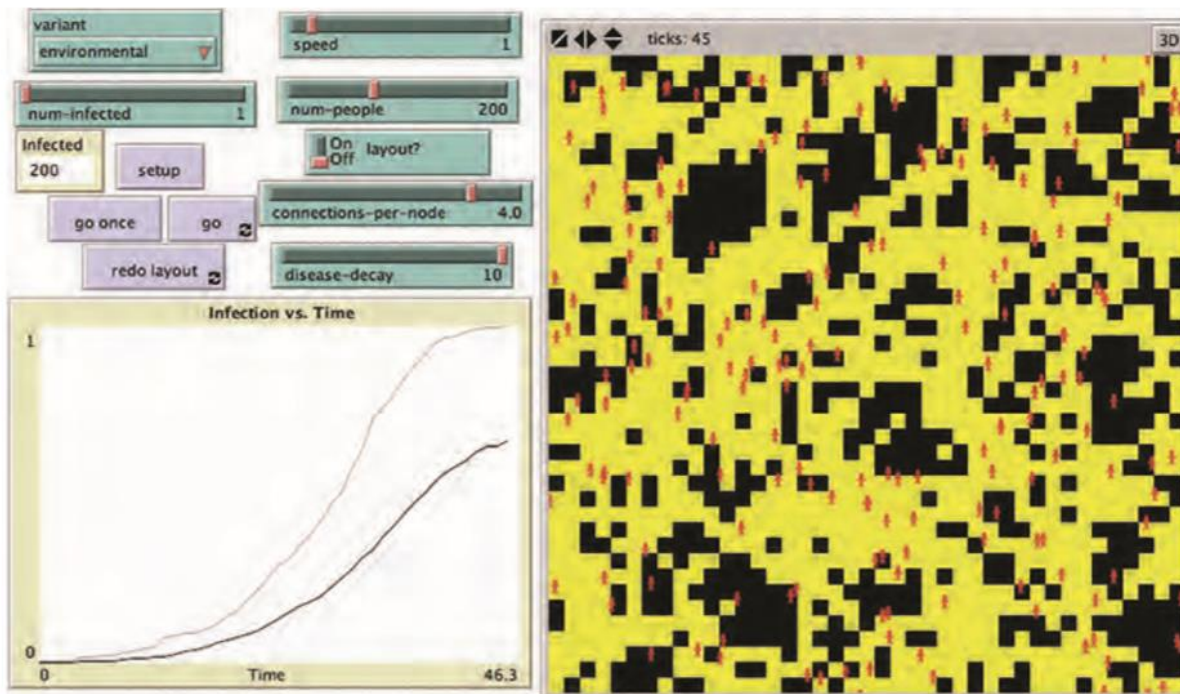 variant
environmental
speed 1
num-infected 1
num-people 200
Infected
200
setup
On
Off
layout?
go once
go
connections-per-node 4.0
redo layout
disease-decay 10
Infection vs. Time
1
0
0 Time 46.3
ticks: 45
3D